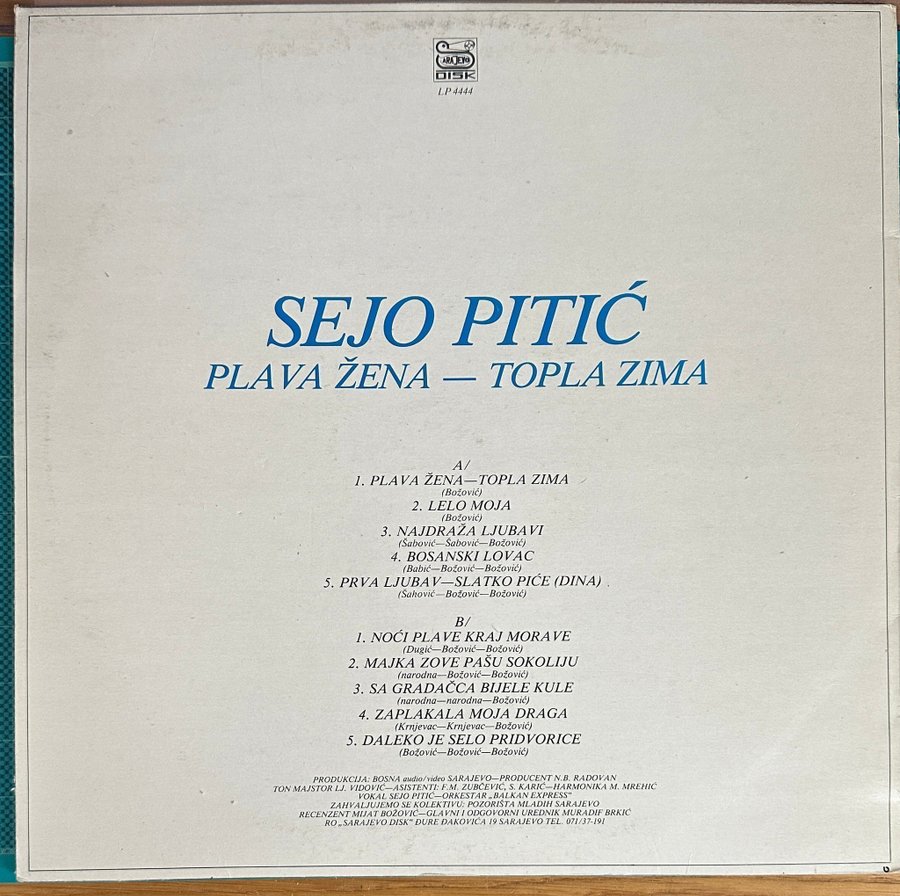 SARAJEVO
DISK
LP 4444
SEJO PITIĆ
PLAVA ŽENA — TOPLA ZIMA
A/
1. PLAVA ŽENA—TOPLA ZIMA
(Božović)
2. LELO MOJA
(Božović)
3. NAJDRAŽA LJUBAVI
(Šabović—Šabović—Božović)
4. BOSANSKI LOVAC
(Babić—Božović—Božović)
5. PRVA LJUBAV—SLATKO PIĆE (DINA)
(Šahović—Božović—Božović)
B/
1. NOĆI PLAVE KRAJ MORAVE
(Dugić—Božović—Božović)
2. MAJKA ZOVE PAŠU SOKOLIJU
(narodna—Božović—Božović)
3. SA GRADAČCA BIJELE KULE
(narodna—narodna—Božović)
4. ZAPLAKALA MOJA DRAGA
(Krnjevac—Krnjevac—Božović)
5. DALEKO JE SELO PRIDVORICE
(Božović—Božović—Božović)
PRODUKCIJA: BOSNA audio/video SARAJEVO—PRODUCENT N.B. RADOVAN
TON MAJSTOR LJ. VIDOVIĆ—ASISTENTI: F.M. ZUBČEVIĆ, S. KARIĆ—HARMONIKA M. MREHIĆ
VOKAL SEJO PITIĆ—ORKESTAR „BALKAN EXPRESS"
ZAHVALJUJEMO SE KOLEKTIVU: POZORIŠTA MLADIH SARAJEVO
RECENZENT MIJAT BOŽOVIĆ—GLAVNI I ODGOVORNI UREDNIK MURADIF BRKIĆ
RO „SARAJEVO DISK" ĐURE ĐAKOVIĆA 19 SARAJEVO TEL. 071/37-191